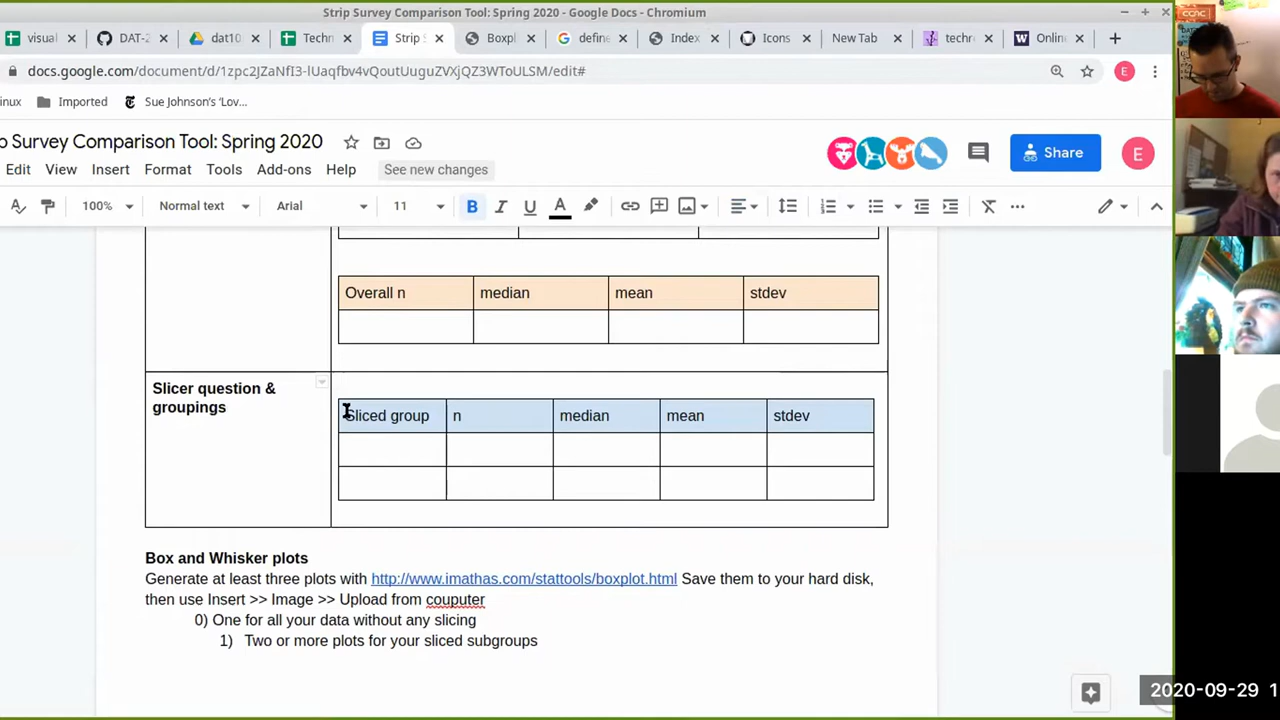 Strip Survey Comparison Tool: Spring 2020 - Google Docs - Chromium
visual
DAT-2
dat10
Techn
Strip S
Boxpl
define
Index
Icons
New Tab
techre
Online
docs.google.com/document/d/1zpc2JZaNfI3-lUaqfbv4vQoutUuguZVXjQZ3WToULSM/edit#
E
inux
Imported
Sue Johnson's 'Lov...
p Survey Comparison Tool: Spring 2020
Share
E
Edit View Insert Format Tools Add-ons Help See new changes
100% Normal text Arial 11 B I U A
Overall n median mean stdev
Slicer question &
groupings
Sliced group n median mean stdev
Box and Whisker plots
Generate at least three plots with http://www.imathas.com/stattools/boxplot.html Save them to your hard disk,
then use Insert >> Image >> Upload from couputer
0) One for all your data without any slicing
1) Two or more plots for your sliced subgroups
2020-09-29 1